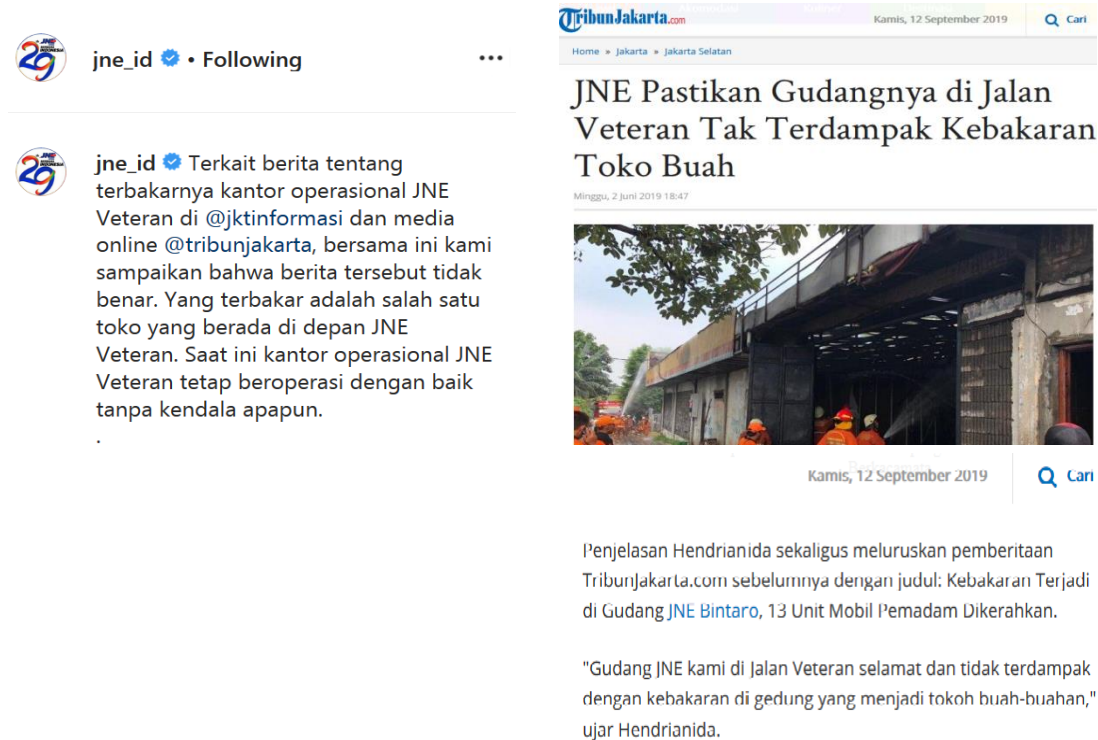 jne_id • Following
jne_id Terkait berita tentang
terbakarnya kantor operasional JNE
Veteran di @jktinformasi dan media
online @tribunjakarta, bersama ini kami
sampaikan bahwa berita tersebut tidak
benar. Yang terbakar adalah salah satu
toko yang berada di depan JNE
Veteran. Saat ini kantor operasional JNE
Veteran tetap beroperasi dengan baik
tanpa kendala apapun.
.
TribunJakarta.com
Kamis, 12 September 2019
Cari
Home » Jakarta » Jakarta Selatan
JNE Pastikan Gudangnya di Jalan
Veteran Tak Terdampak Kebakaran
Toko Buah
Minggu, 2 Juni 2019 18:47
Kamis, 12 September 2019
Cari
Penjelasan Hendrianida sekaligus meluruskan pemberitaan
TribunJakarta.com sebelumnya dengan judul: Kebakaran Terjadi
di Gudang JNE Bintaro, 13 Unit Mobil Pemadam Dikerahkan.
"Gudang JNE kami di Jalan Veteran selamat dan tidak terdampak
dengan kebakaran di gedung yang menjadi tokoh buah-buahan,"
ujar Hendrianida.